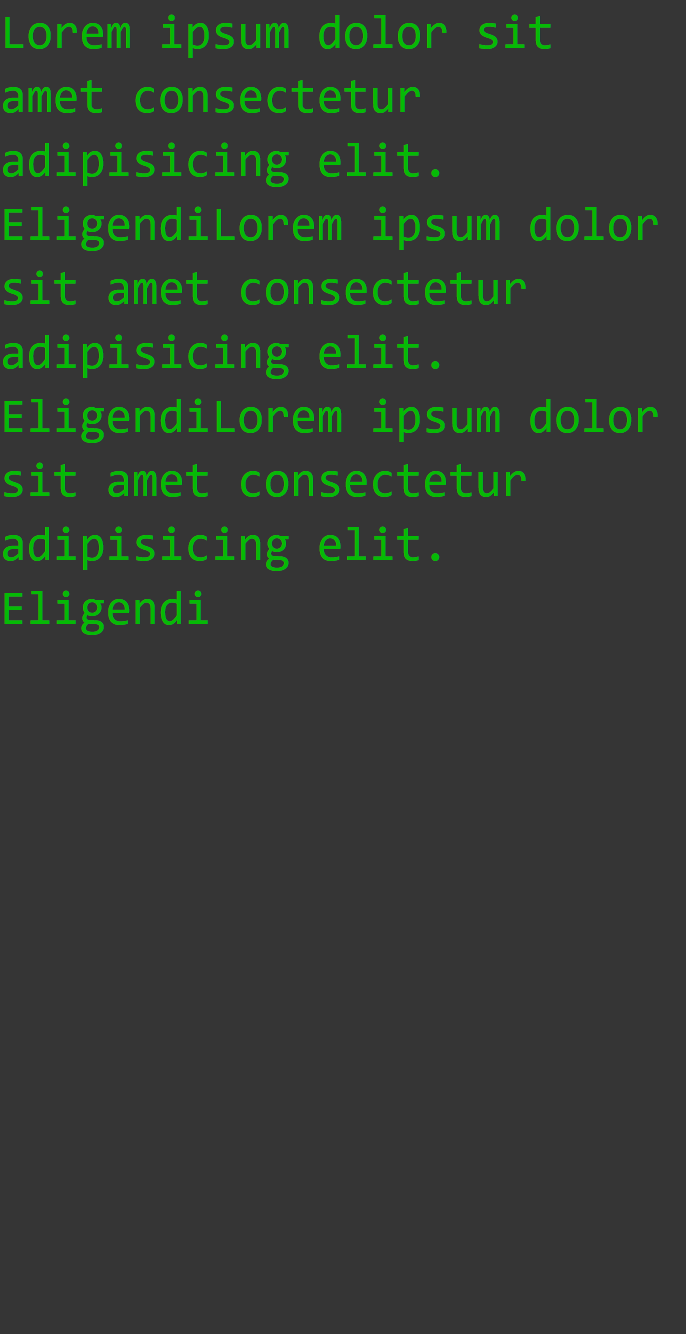 Lorem ipsum dolor sit
amet consectetur
adipisicing elit.
EligendiLorem ipsum dolor
sit amet consectetur
adipisicing elit.
EligendiLorem ipsum dolor
sit amet consectetur
adipisicing elit.
Eligendi